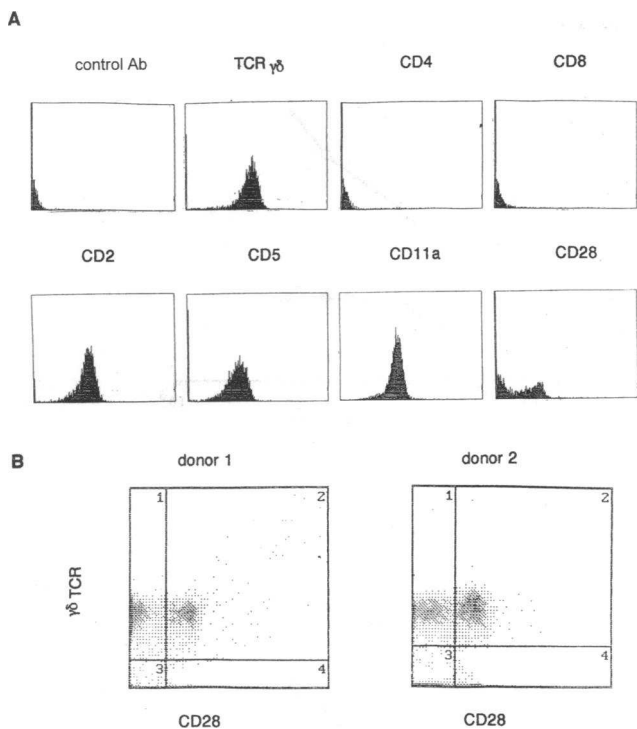 A
control Ab TCR γδ CD4 CD8
CD2 CD5 CD11a CD28
B
donor 1 donor 2
1 2 1 2
γδ TCR
3 4 3 4
CD28 CD28